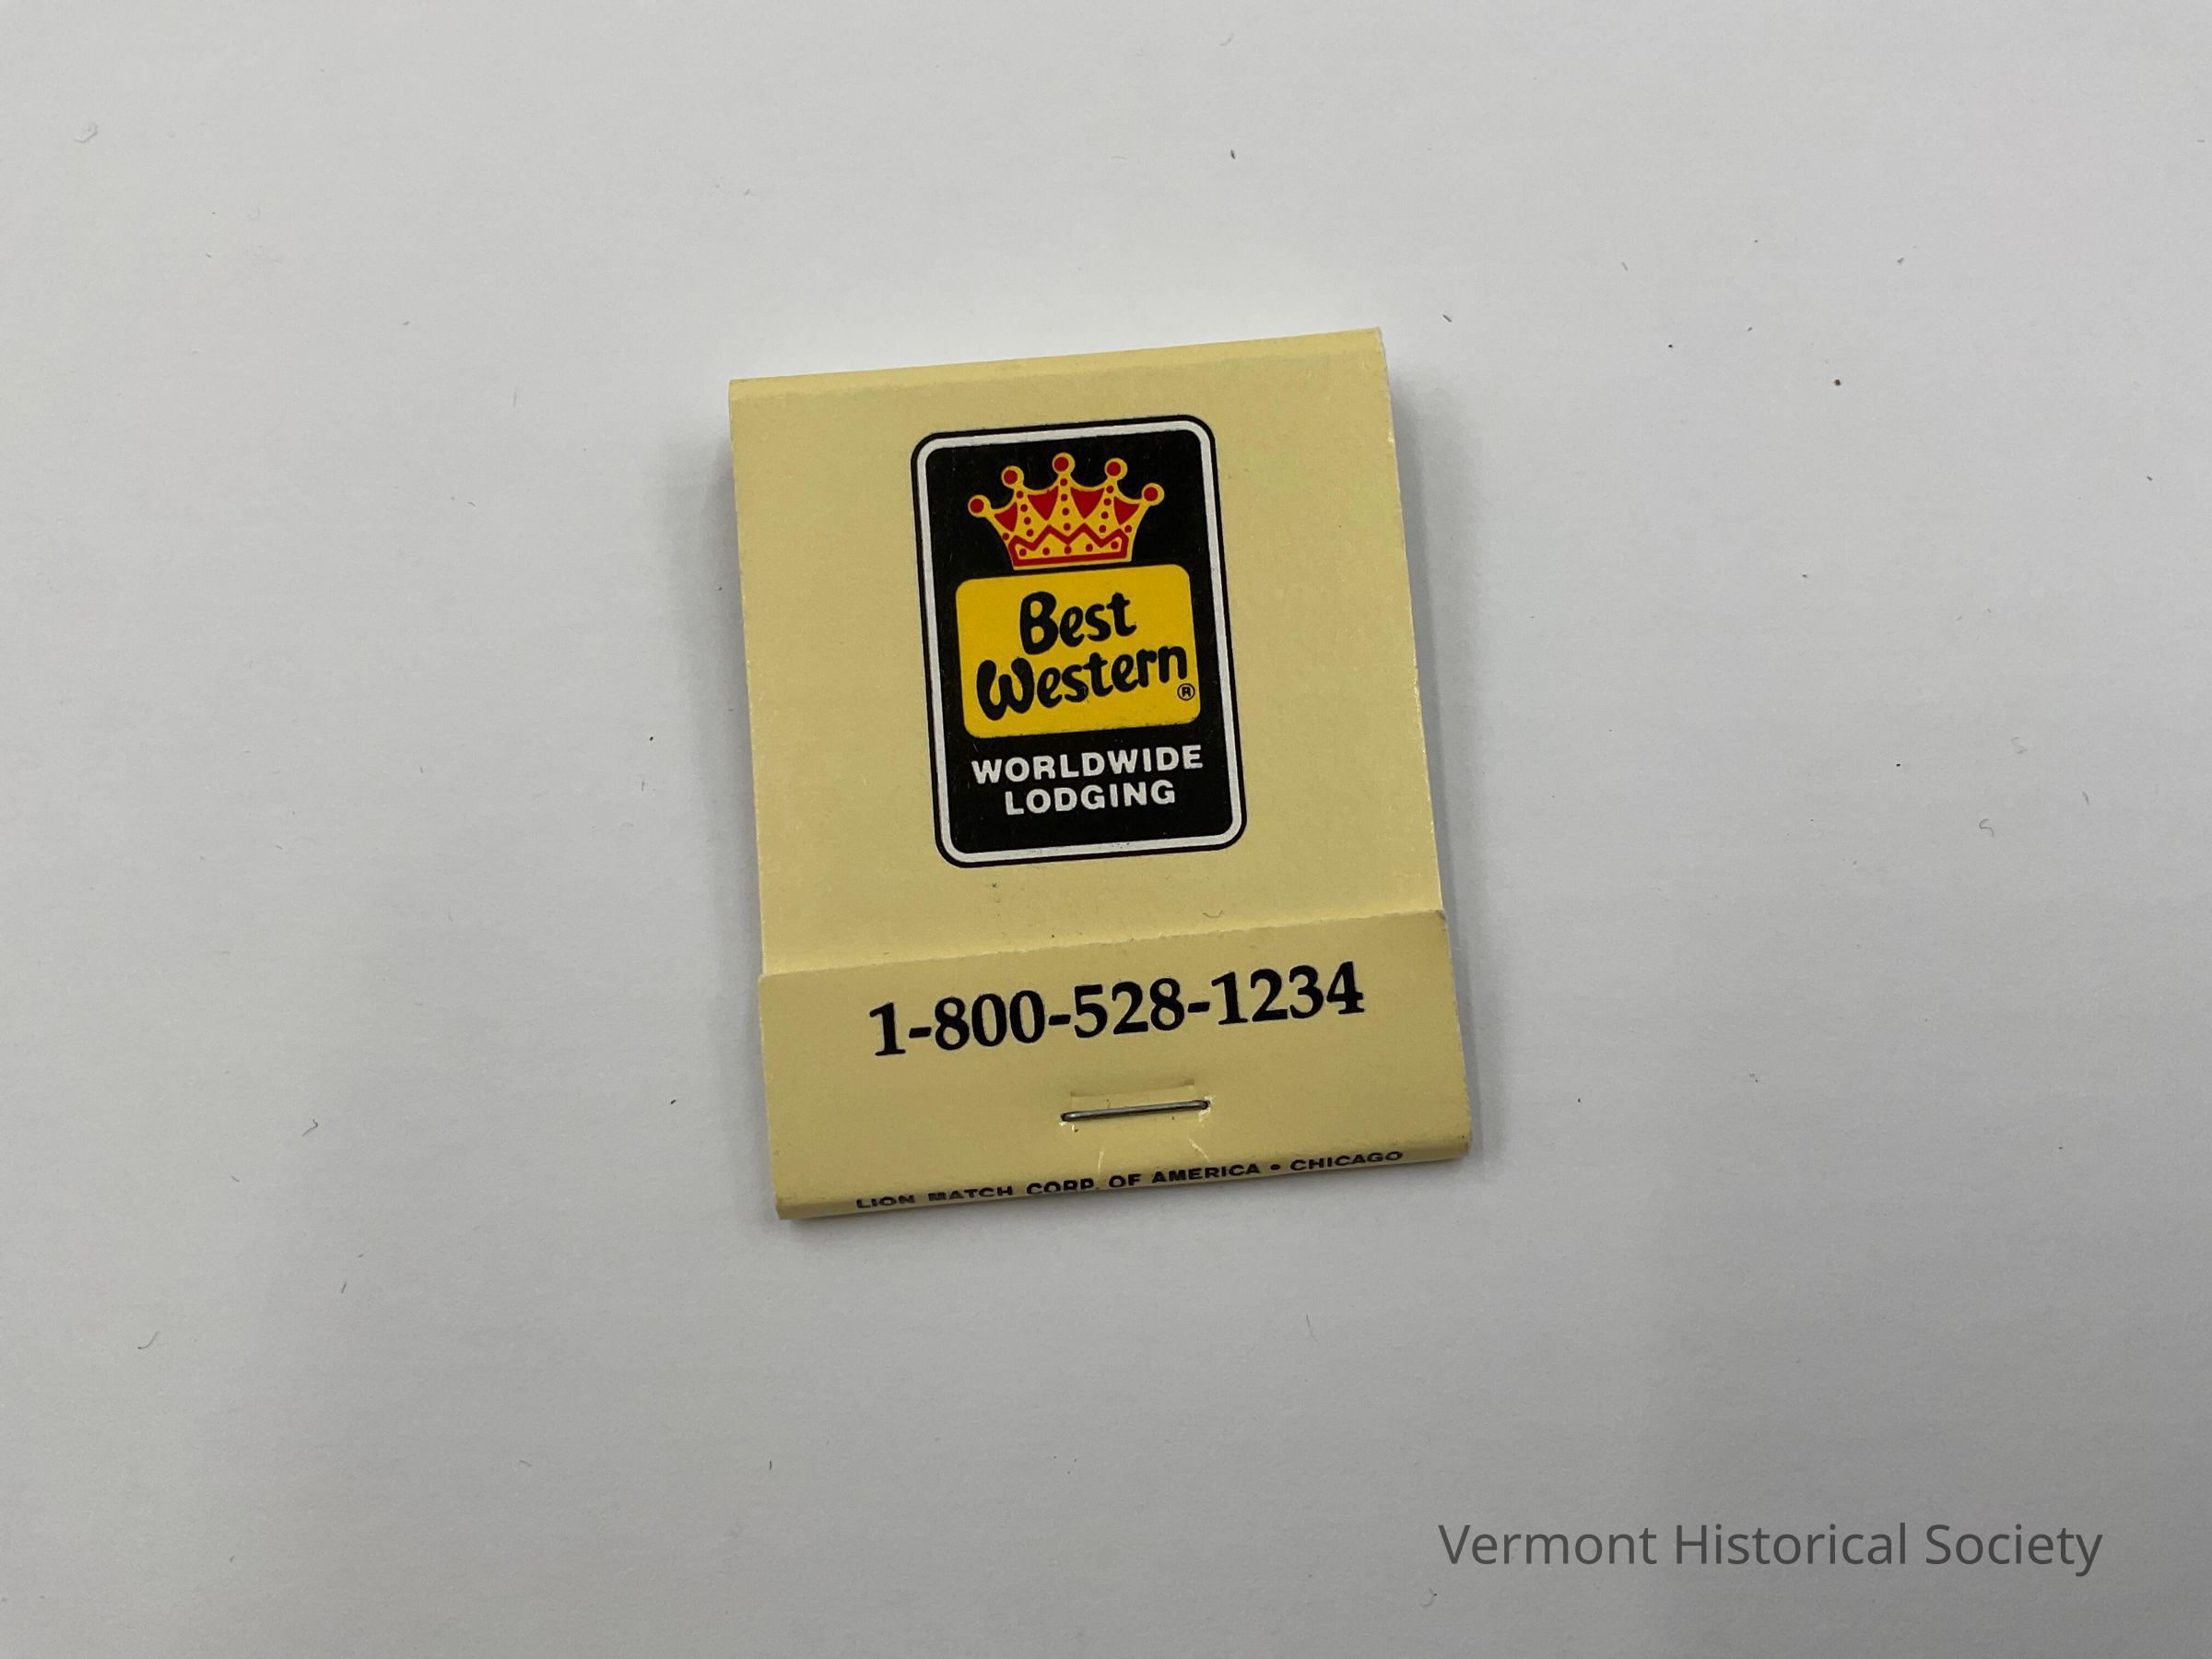 Best
Western®
WORLDWIDE
LODGING
1-800-528-1234
LION MATCH CORP. OF AMERICA • CHICAGO
Vermont Historical Society